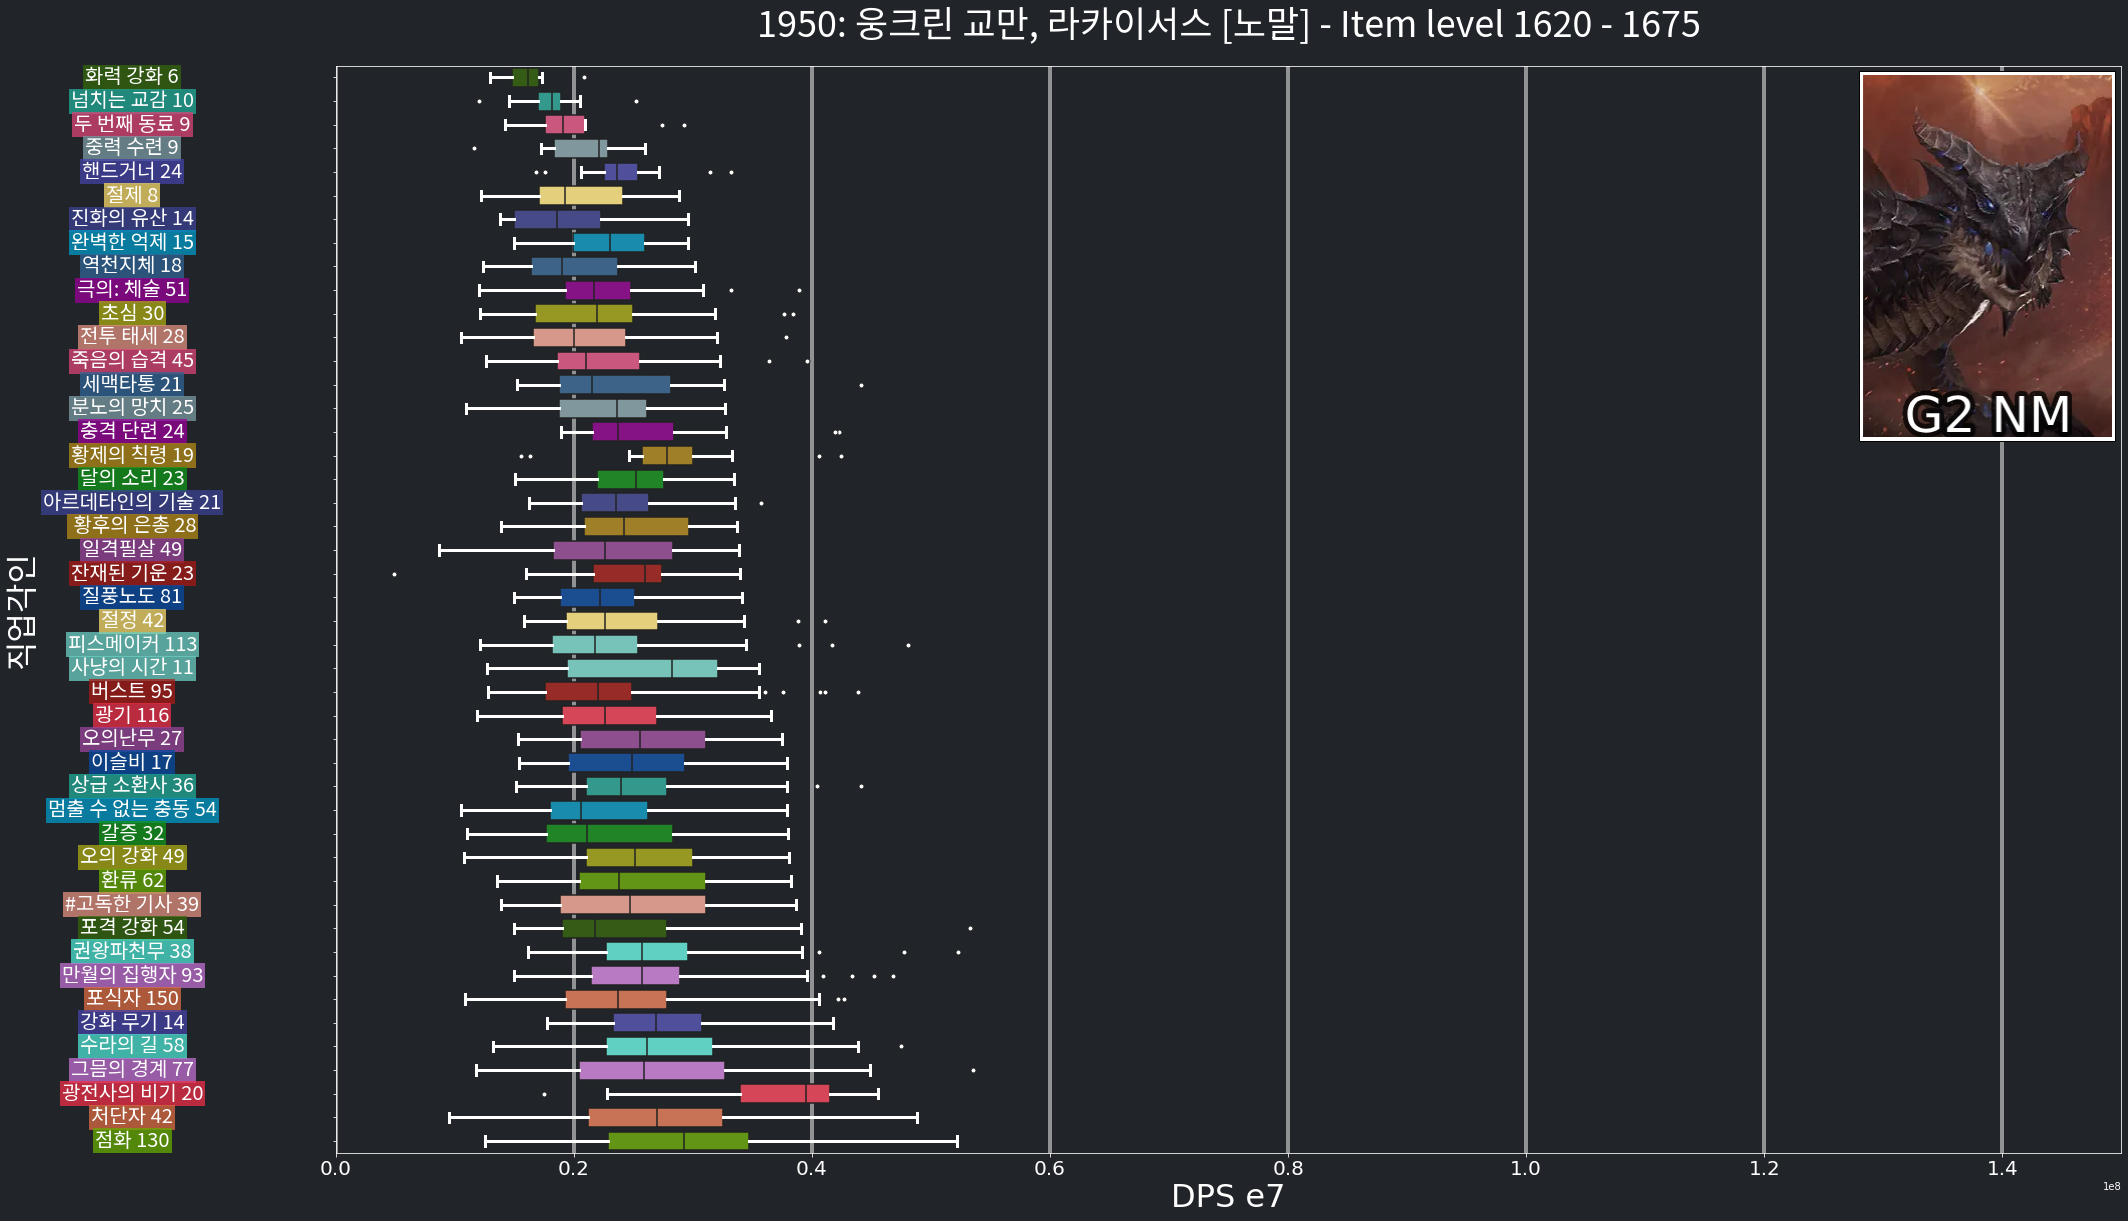 1950: 웅크린 교만, 라카이서스 [노말] - Item level 1620 - 1675
직업각인
화력 강화 6
넘치는 교감 10
두 번째 동료 9
중력 수련 9
핸드거너 24
절제 8
진화의 유산 14
완벽한 억제 15
역천지체 18
극의: 체술 51
초심 30
전투 태세 28
죽음의 습격 45
세맥타통 21
분노의 망치 25
충격 단련 24
황제의 칙령 19
달의 소리 23
아르데타인의 기술 21
황후의 은총 28
일격필살 49
잔재된 기운 23
질풍노도 81
절정 42
피스메이커 113
사냥의 시간 11
버스트 95
광기 116
오의난무 27
이슬비 17
상급 소환사 36
멈출 수 없는 충동 54
갈증 32
오의 강화 49
환류 62
#고독한 기사 39
포격 강화 54
권왕파천무 38
만월의 집행자 93
포식자 150
강화 무기 14
수라의 길 58
그믐의 경계 77
광전사의 비기 20
처단자 42
점화 130
G2 NM
0.0 0.2 0.4 0.6 0.8 1.0 1.2 1.4
1e8
DPS e7